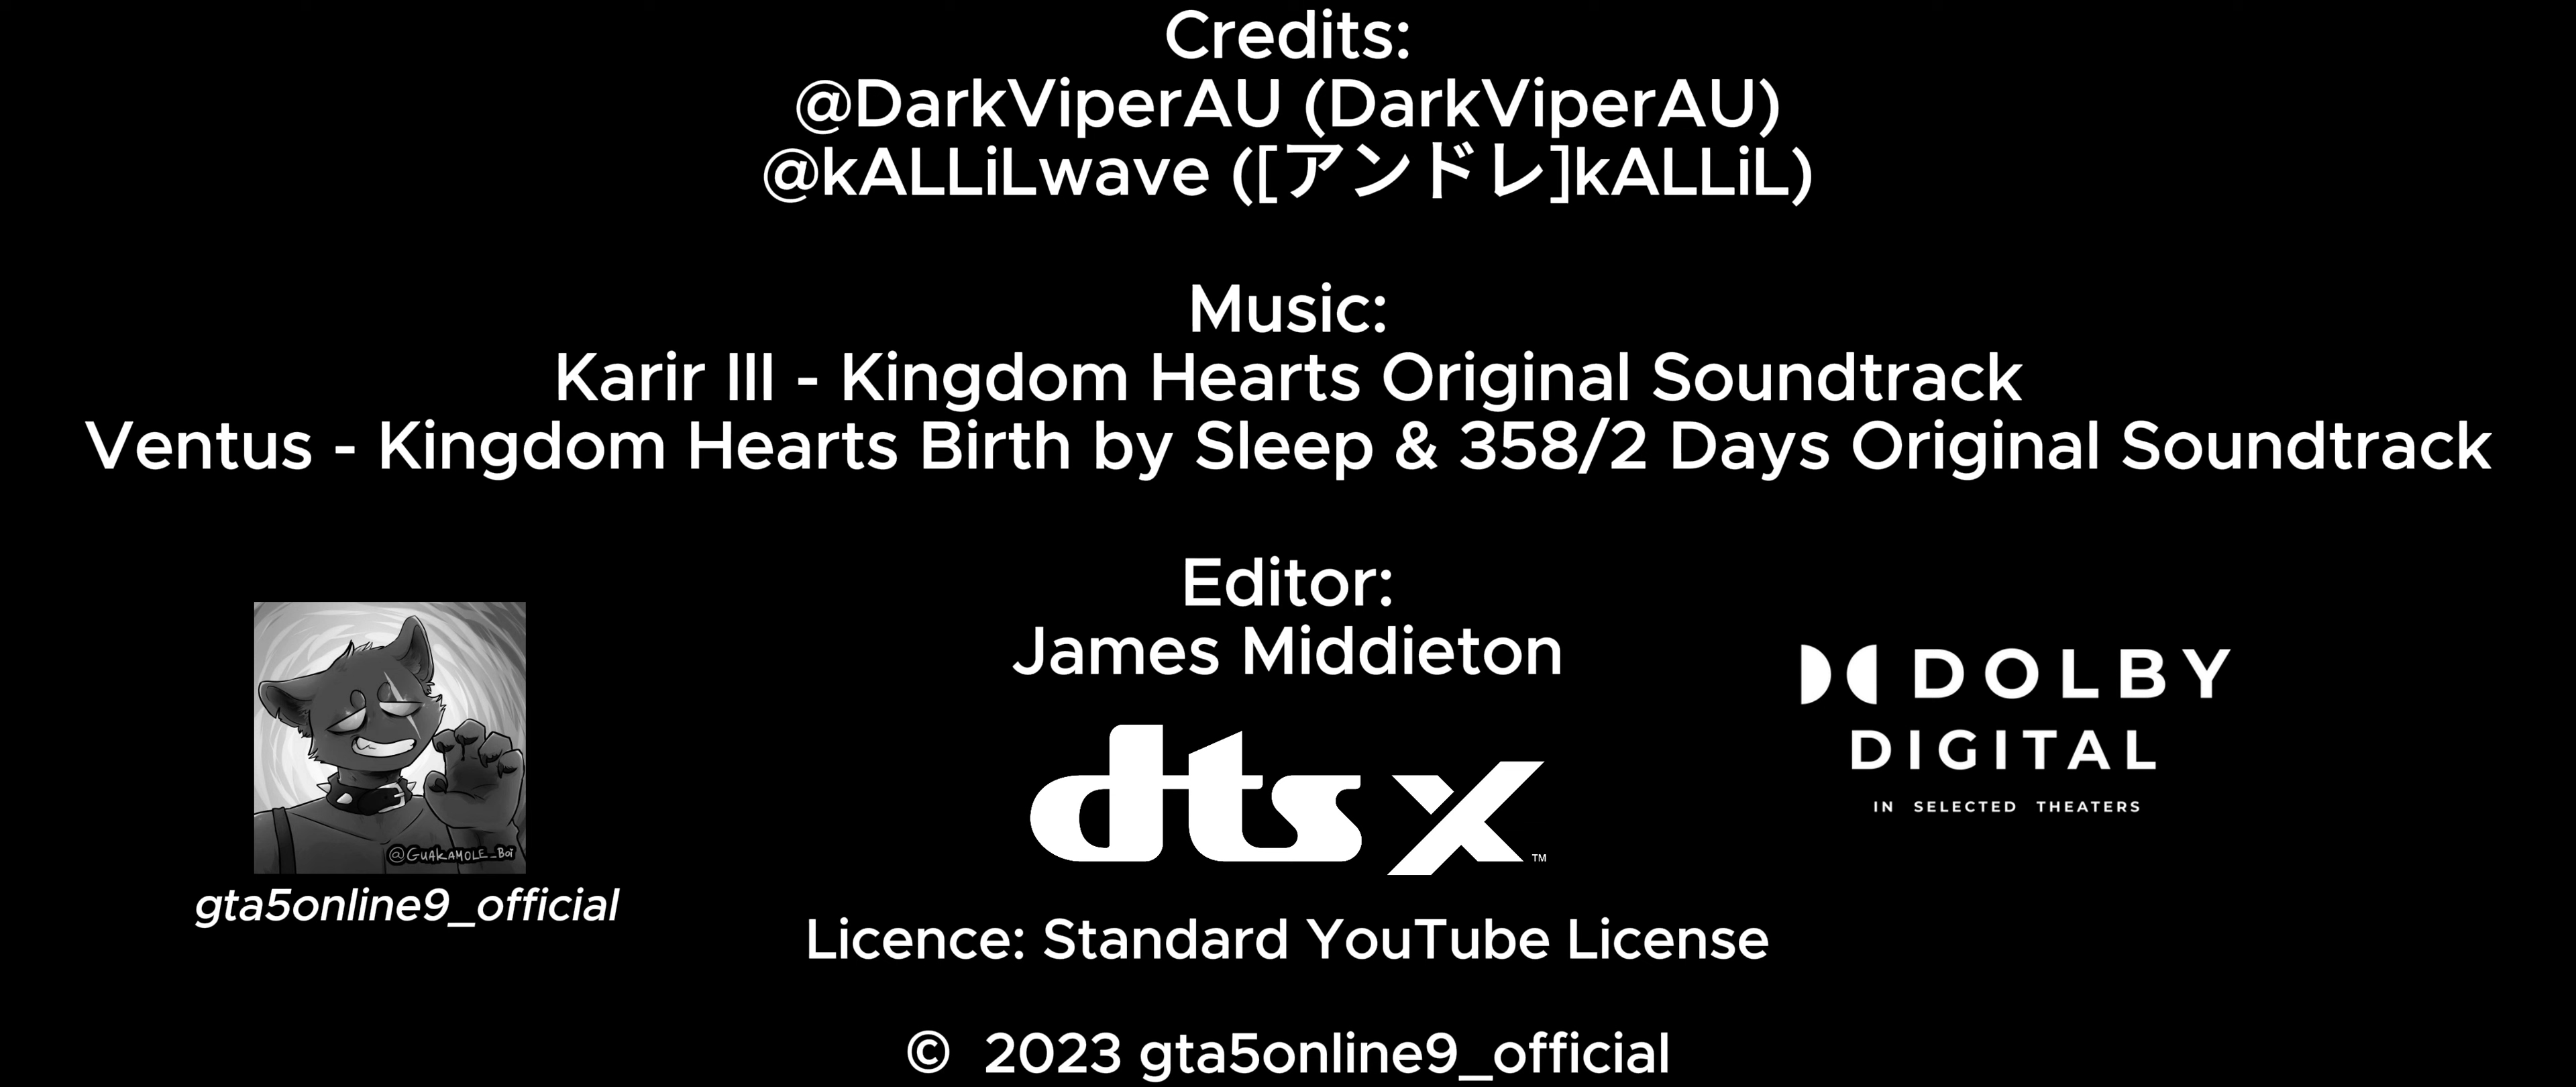 Credits:
@DarkViperAU (DarkViperAU)
@kALLiLwave ([アンドレ]kALLiL)
Music:
Karir III - Kingdom Hearts Original Soundtrack
Ventus - Kingdom Hearts Birth by Sleep & 358/2 Days Original Soundtrack
Editor:
James Middieton
@GUAKAMOLE_BOI
gta5online9_official
dts x ™
DOLBY
DIGITAL
IN SELECTED THEATERS
Licence: Standard YouTube License
© 2023 gta5online9_official